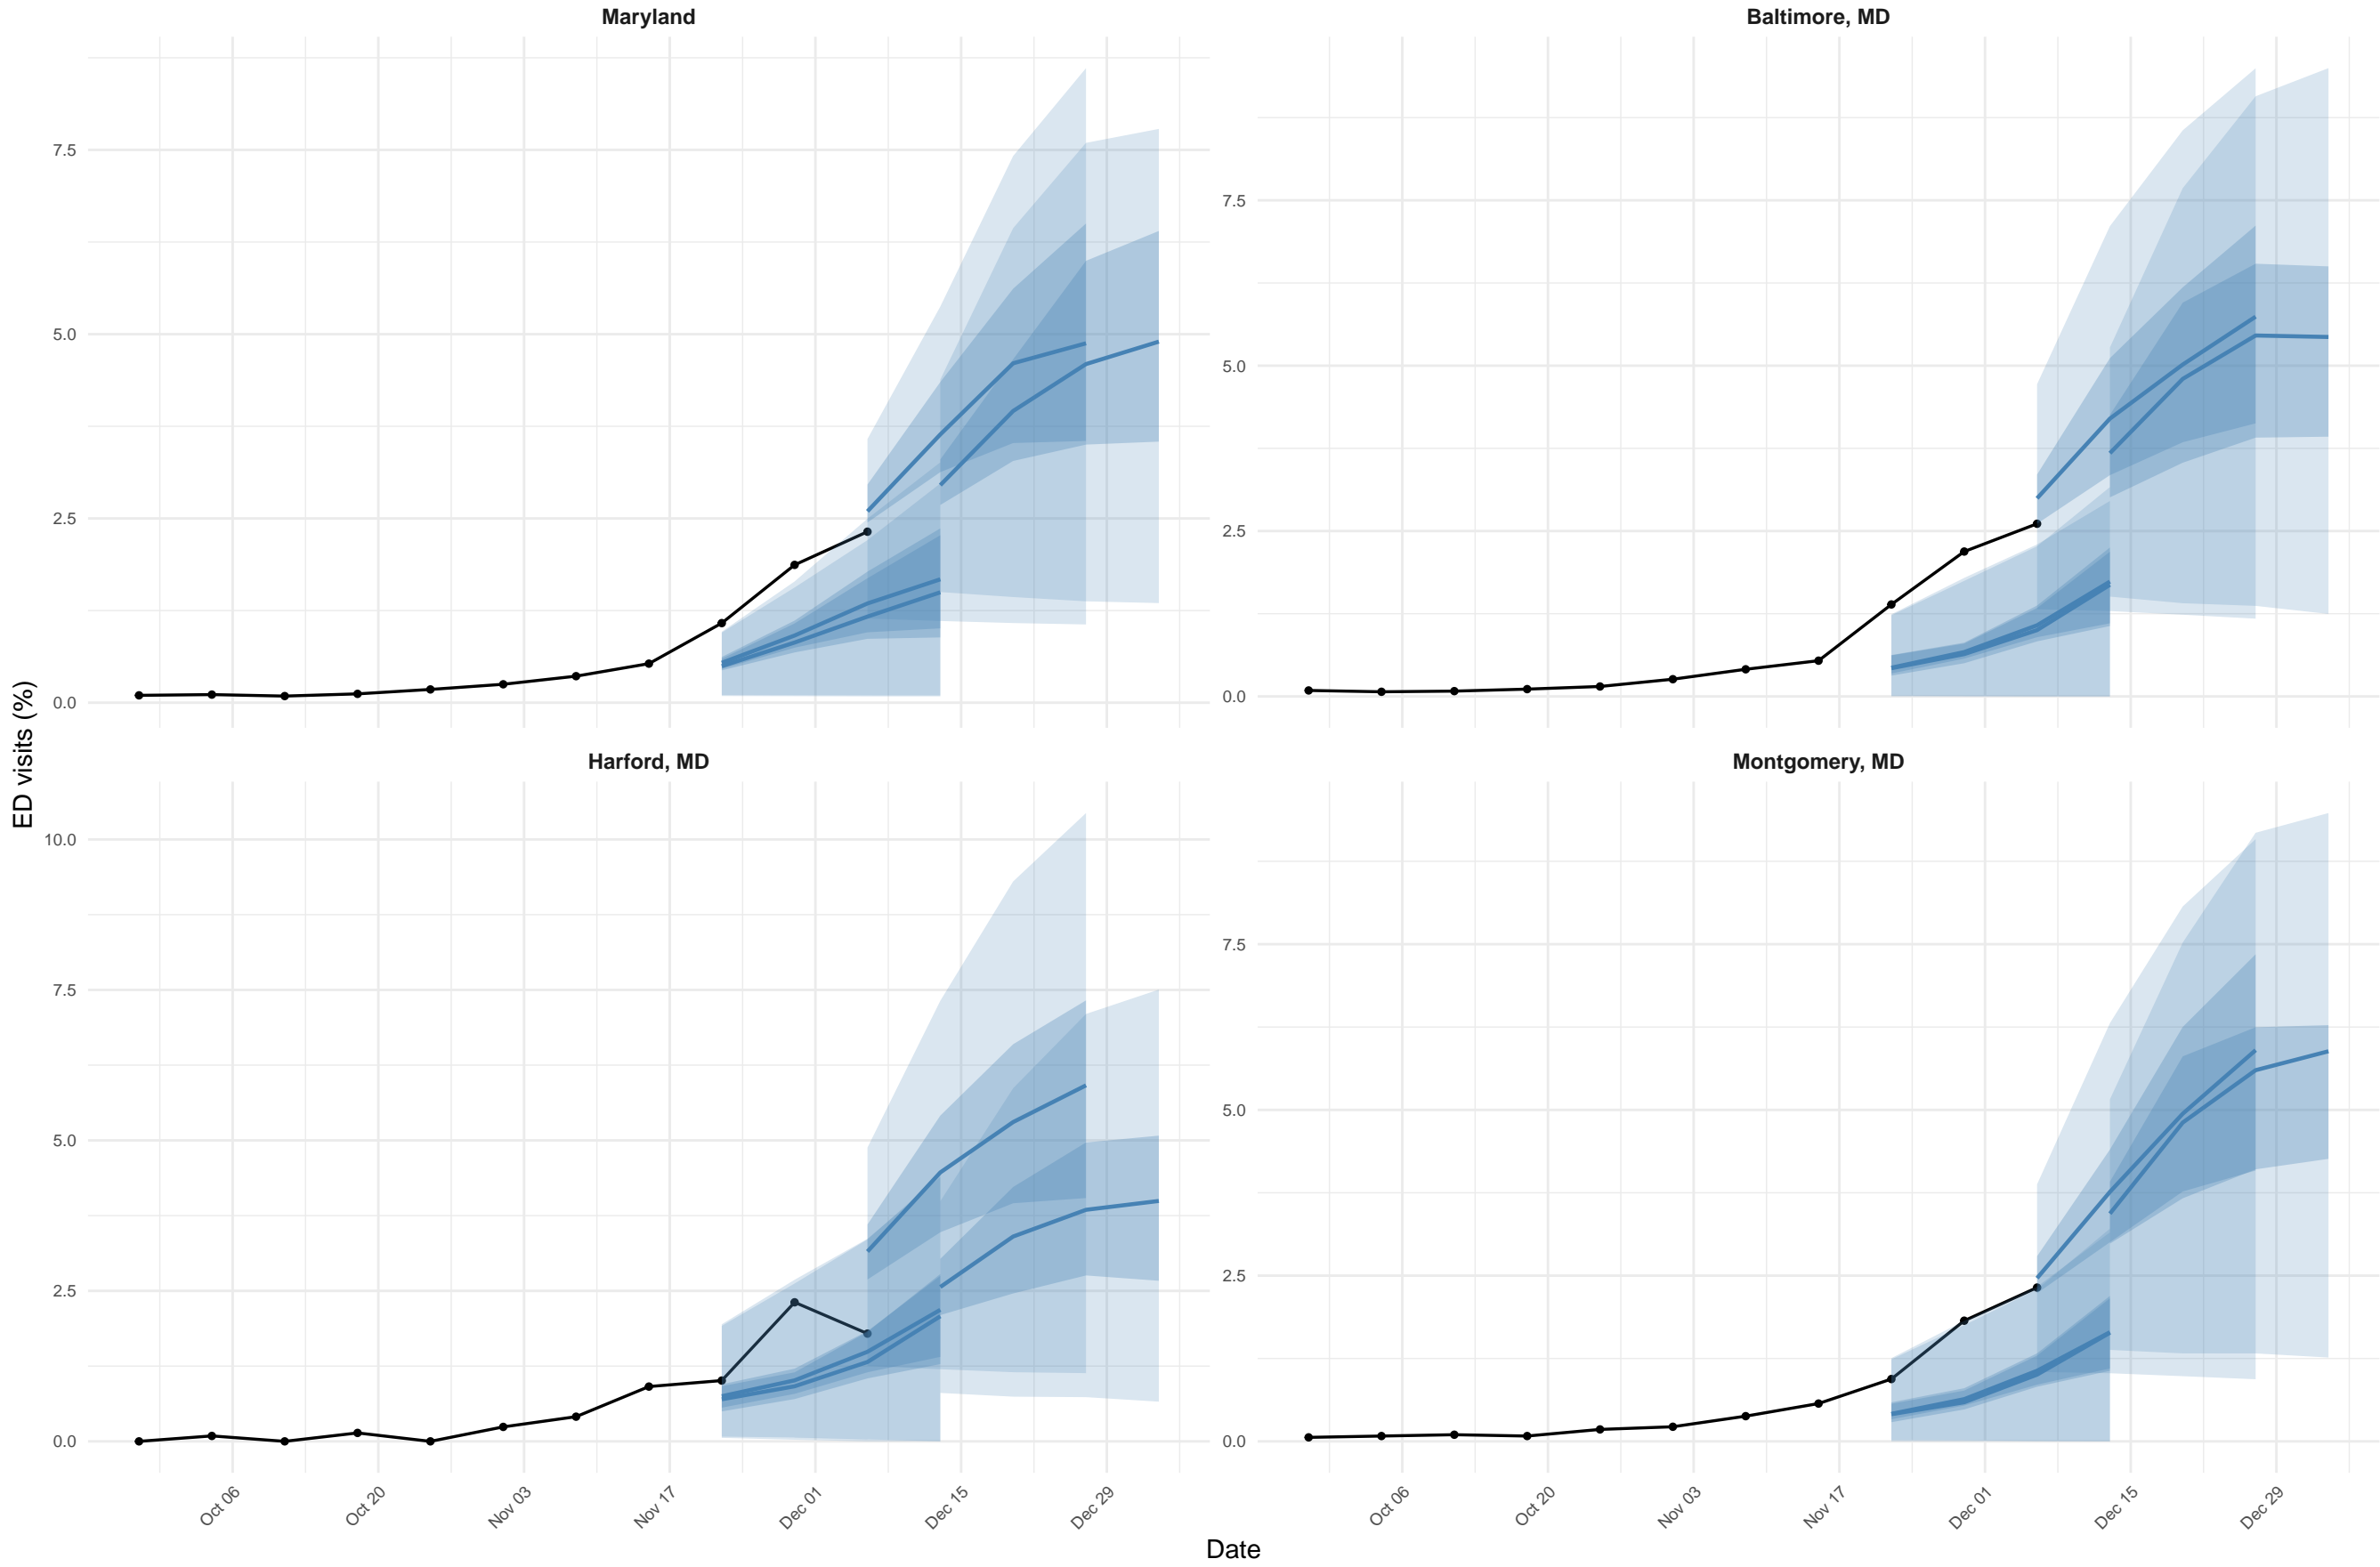 Maryland
Baltimore, MD
7.5
5.0
2.5
0.0
7.5
5.0
2.5
0.0
Harford, MD
Montgomery, MD
10.0
7.5
5.0
2.5
0.0
7.5
5.0
2.5
0.0
ED visits (%)
Oct 06
Oct 20
Nov 03
Nov 17
Dec 01
Dec 15
Dec 29
Oct 06
Oct 20
Nov 03
Nov 17
Dec 01
Dec 15
Dec 29
Date